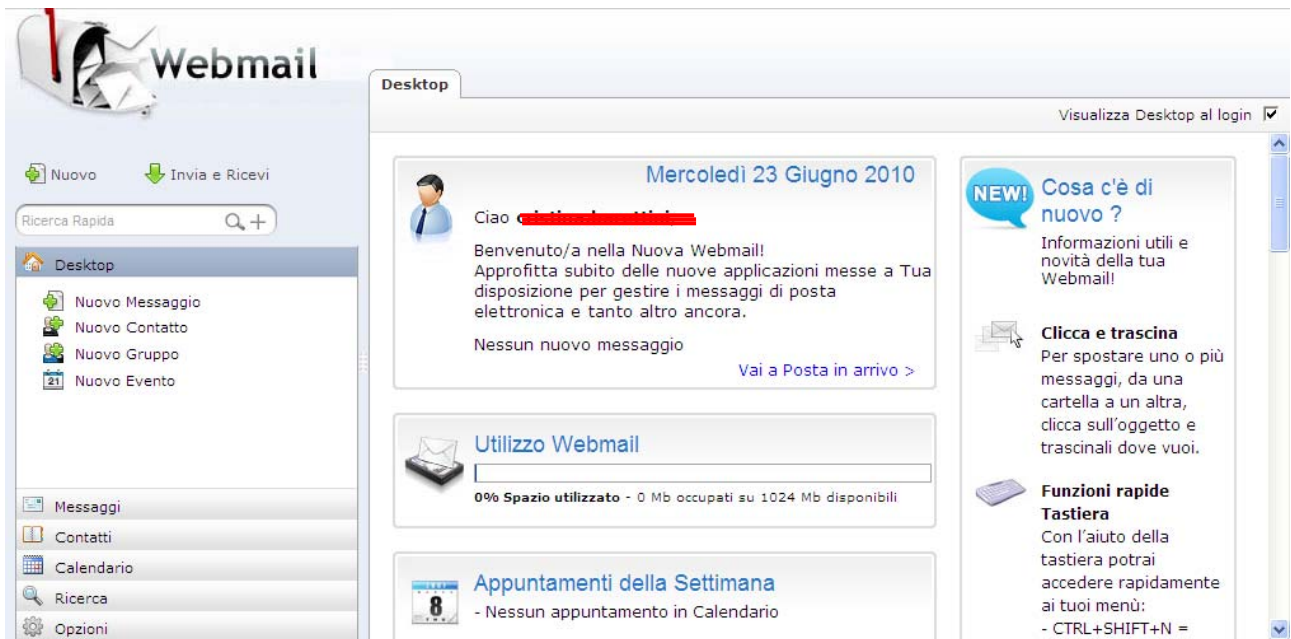 Webmail
Nuovo
Invia e Ricevi
Ricerca Rapida
Desktop
Nuovo Messaggio
Nuovo Contatto
Nuovo Gruppo
21 Nuovo Evento
Messaggi
Contatti
Calendario
Ricerca
Opzioni
Desktop
Visualizza Desktop al login
Mercoledì 23 Giugno 2010
Ciao
Benvenuto/a nella Nuova Webmail!
Approfitta subito delle nuove applicazioni messe a Tua
disposizione per gestire i messaggi di posta
elettronica e tanto altro ancora.
Nessun nuovo messaggio
Vai a Posta in arrivo >
Utilizzo Webmail
0% Spazio utilizzato - 0 Mb occupati su 1024 Mb disponibili
8
Appuntamenti della Settimana
- Nessun appuntamento in Calendario
NEW!
Cosa c'è di
nuovo ?
Informazioni utili e
novità della tua
Webmail!
Clicca e trascina
Per spostare uno o più
messaggi, da una
cartella a un altra,
clicca sull'oggetto e
trascinali dove vuoi.
Funzioni rapide
Tastiera
Con l'aiuto della
tastiera potrai
accedere rapidamente
ai tuoi menù:
- CTRL+SHIFT+N =